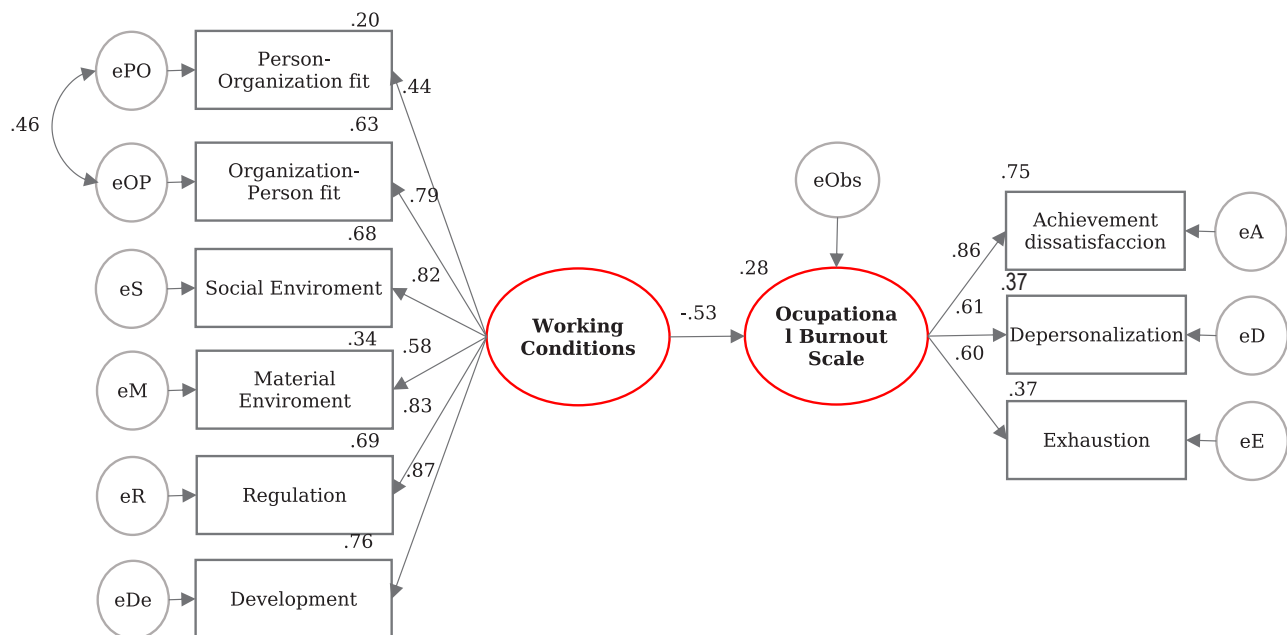 .20
ePO
Person-
Organization fit
.44
.46
.63
eOP
Organization-
Person fit
.79
.68
eS
Social Enviroment
.82
.34
eM
Material
Enviroment
.58
.83
.69
eR
Regulation
.87
.76
eDe
Development
Working
Conditions
-.53
eObs
.28
Ocupationa
l Burnout
Scale
.75
.86
Achievement
dissatisfaccion
eA
.37
.61
Depersonalization
eD
.60
.37
Exhaustion
eE